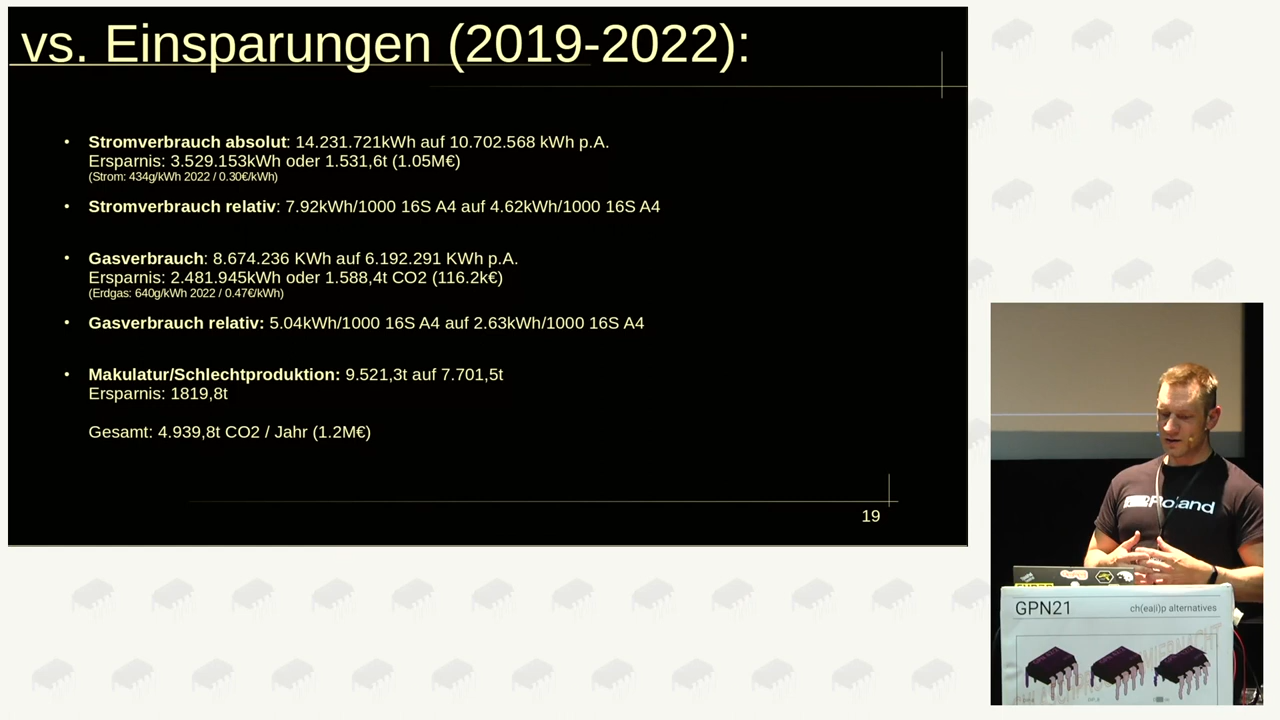 vs. Einsparungen (2019-2022):
• Stromverbrauch absolut: 14.231.721kWh auf 10.702.568 kWh p.A.
Ersparnis: 3.529.153kWh oder 1.531,6t (1.05M€)
(Strom: 434g/kWh 2022 / 0.30€/kWh)
• Stromverbrauch relativ: 7.92kWh/1000 16S A4 auf 4.62kWh/1000 16S A4
• Gasverbrauch: 8.674.236 KWh auf 6.192.291 KWh p.A.
Ersparnis: 2.481.945kWh oder 1.588,4t CO2 (116.2k€)
(Erdgas: 640g/kWh 2022 / 0.47€/kWh)
• Gasverbrauch relativ: 5.04kWh/1000 16S A4 auf 2.63kWh/1000 16S A4
• Makulatur/Schlechtproduktion: 9.521,3t auf 7.701,5t
Ersparnis: 1819,8t
Gesamt: 4.939,8t CO2 / Jahr (1.2M€)
19
Roland
GPN21
ch(ea|i)p alternatives